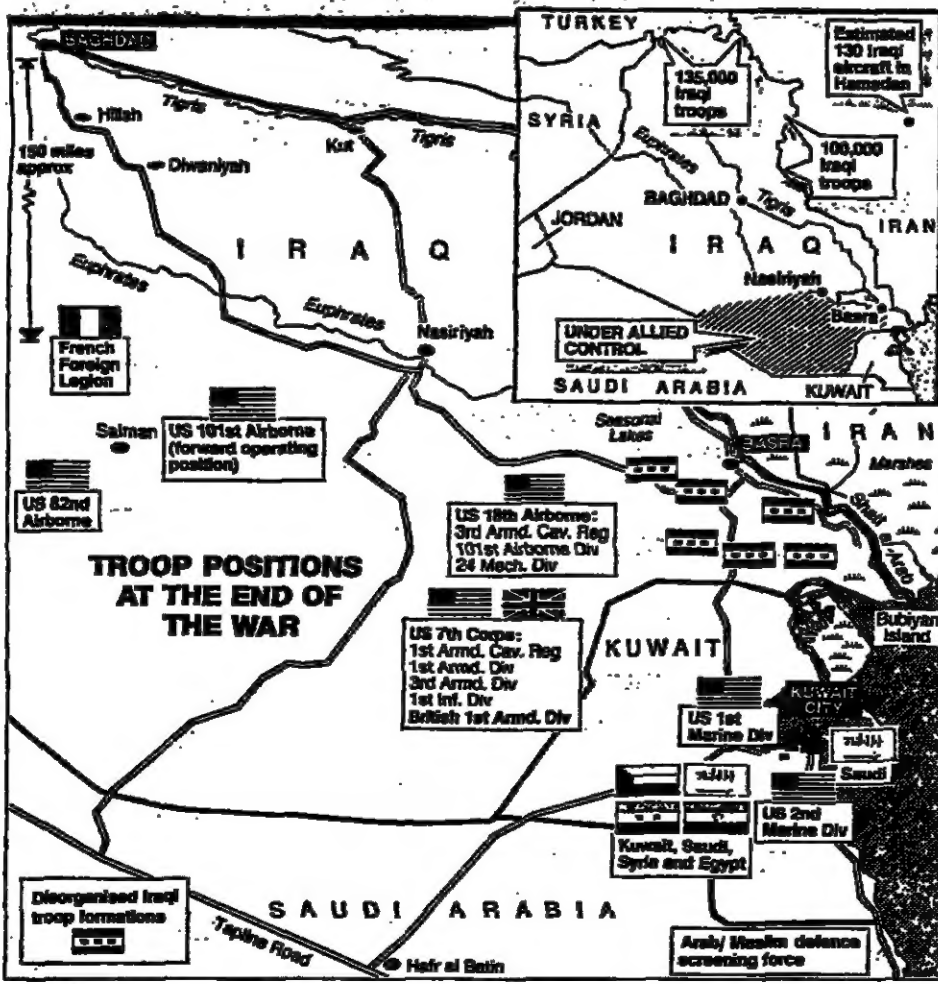 BAGHDAD
Tigris
Hillah
Tigris
Kut
150 miles
approx
Diwaniyah
I R A Q
Euphrates
Euphrates
Nasiriyah
French
Foreign
Legion
Salman
US 101st Airborne
(forward operating
position)
US 82nd
Airborne
US 18th Airborne:
3rd Armd. Cav. Reg
101st Airborne Div
24 Mech. Div
TROOP POSITIONS
AT THE END OF
THE WAR
US 7th Corps:
1st Armd. Cav. Reg
1st Armd. Div
3rd Armd. Div
1st Inf. Div
British 1st Armd. Div
TURKEY
Estimated
130 Iraqi
aircraft in
Hamadan
135,000
Iraqi
troops
SYRIA
100,000
Iraqi
troops
Euphrates
BAGHDAD
Tigris
JORDAN
IRAN
I R A Q
Nasiriyah
Basra
UNDER ALLIED
CONTROL
SAUDI ARABIA
KUWAIT
Seasonal
Lakes
BASRA
I R A N
Marshes
Shatt al-Arab
Bubiyan
Island
KUWAIT
KUWAIT
CITY
US 1st
Marine Div
Saudi
US 2nd
Marine Div
Kuwait, Saudi,
Syria and Egypt
Disorganised Iraqi
troop formations
SAUDI ARABIA
Tapline Road
Hafr al Batin
Arab/ Muslim defence
screening force